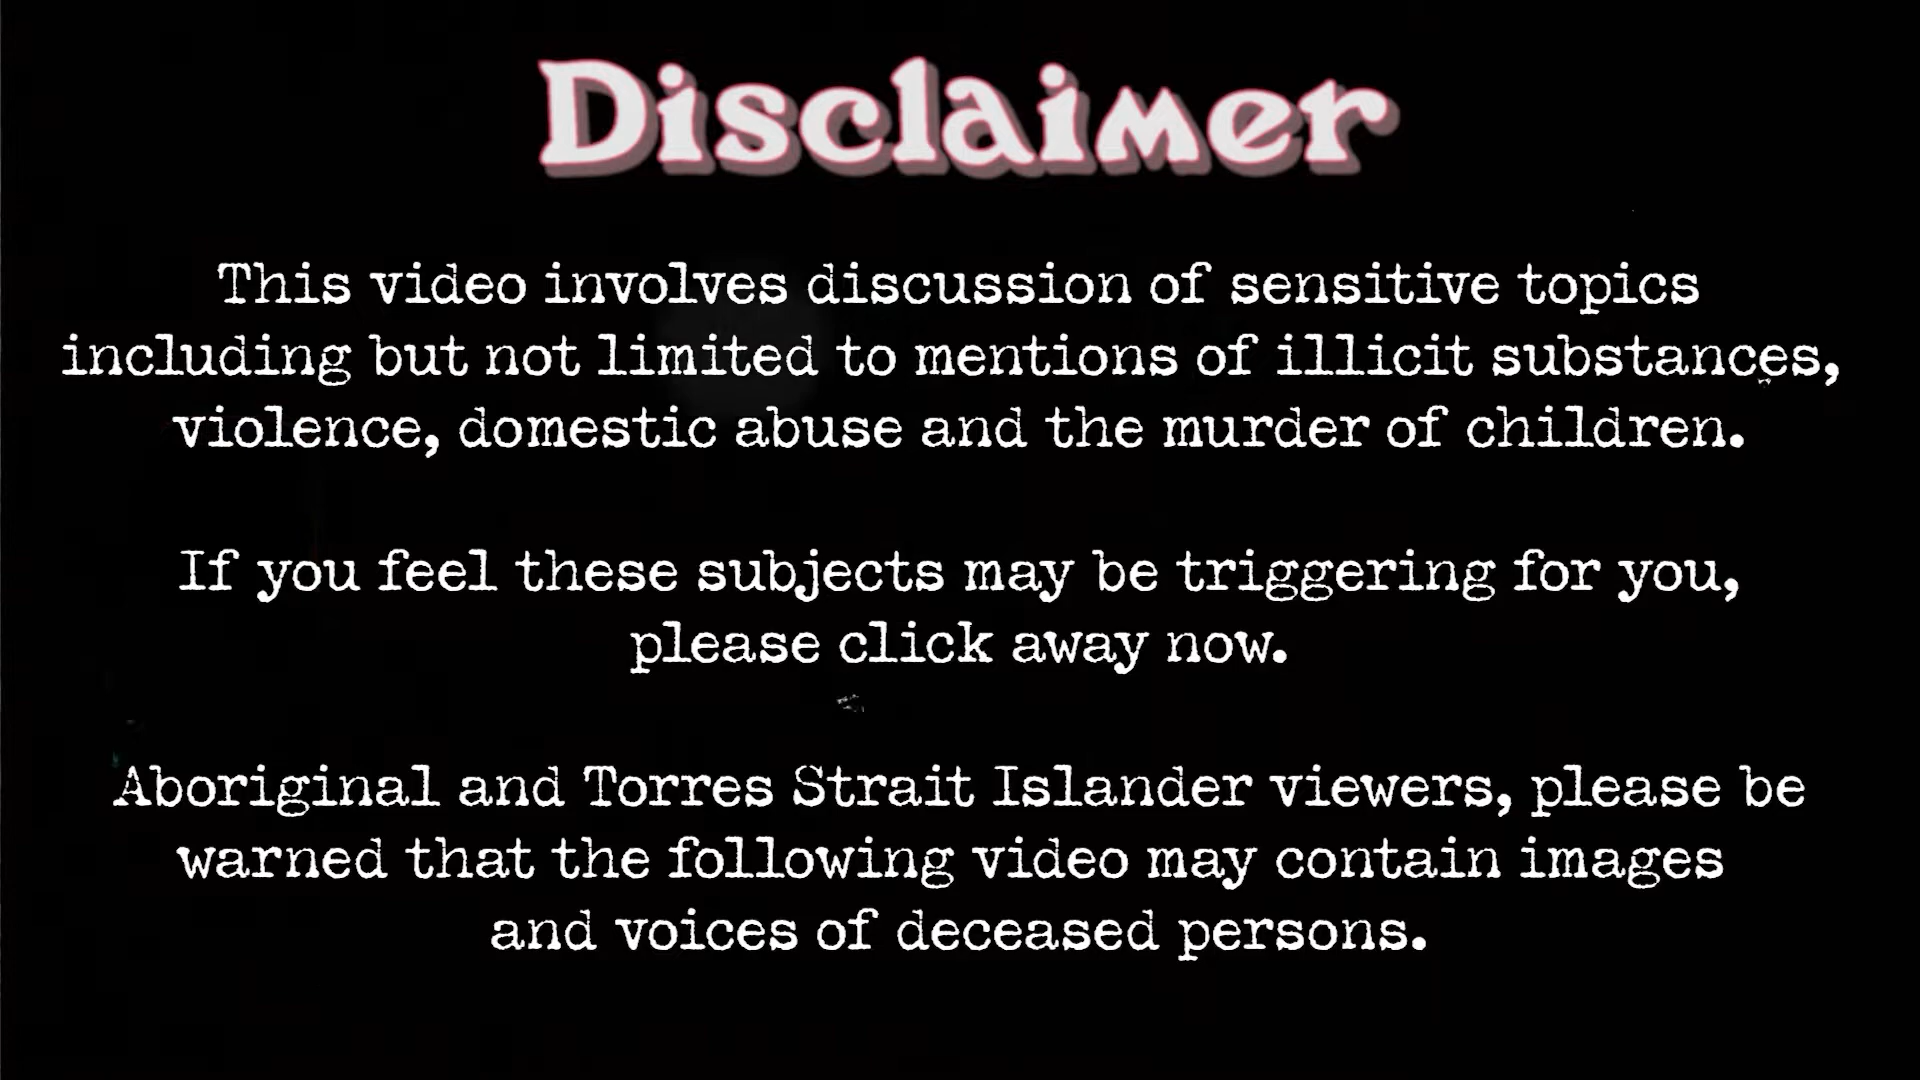 Disclaimer
This video involves discussion of sensitive topics
including but not limited to mentions of illicit substances,
violence, domestic abuse and the murder of children.
If you feel these subjects may be triggering for you,
please click away now.
Aboriginal and Torres Strait Islander viewers, please be
warned that the following video may contain images
and voices of deceased persons.